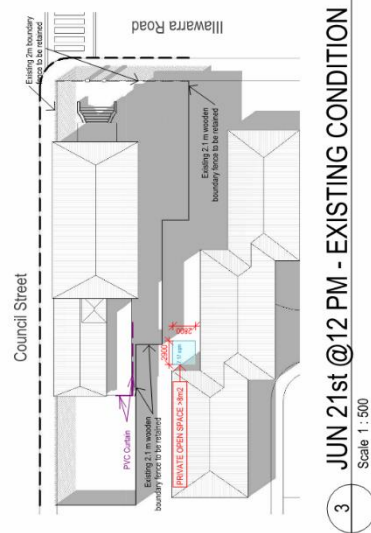 Council Street
Illawarra Road
Existing 2m boundary
fence to be retained
Existing 2.1 m wooden
boundary fence to be retained
PVC Curtain
Existing 2.1 m wooden
boundary fence to be retained
2900
2600
PRIVATE OPEN SPACE >8m2
3
JUN 21st @12 PM - EXISTING CONDITION
Scale 1 : 500